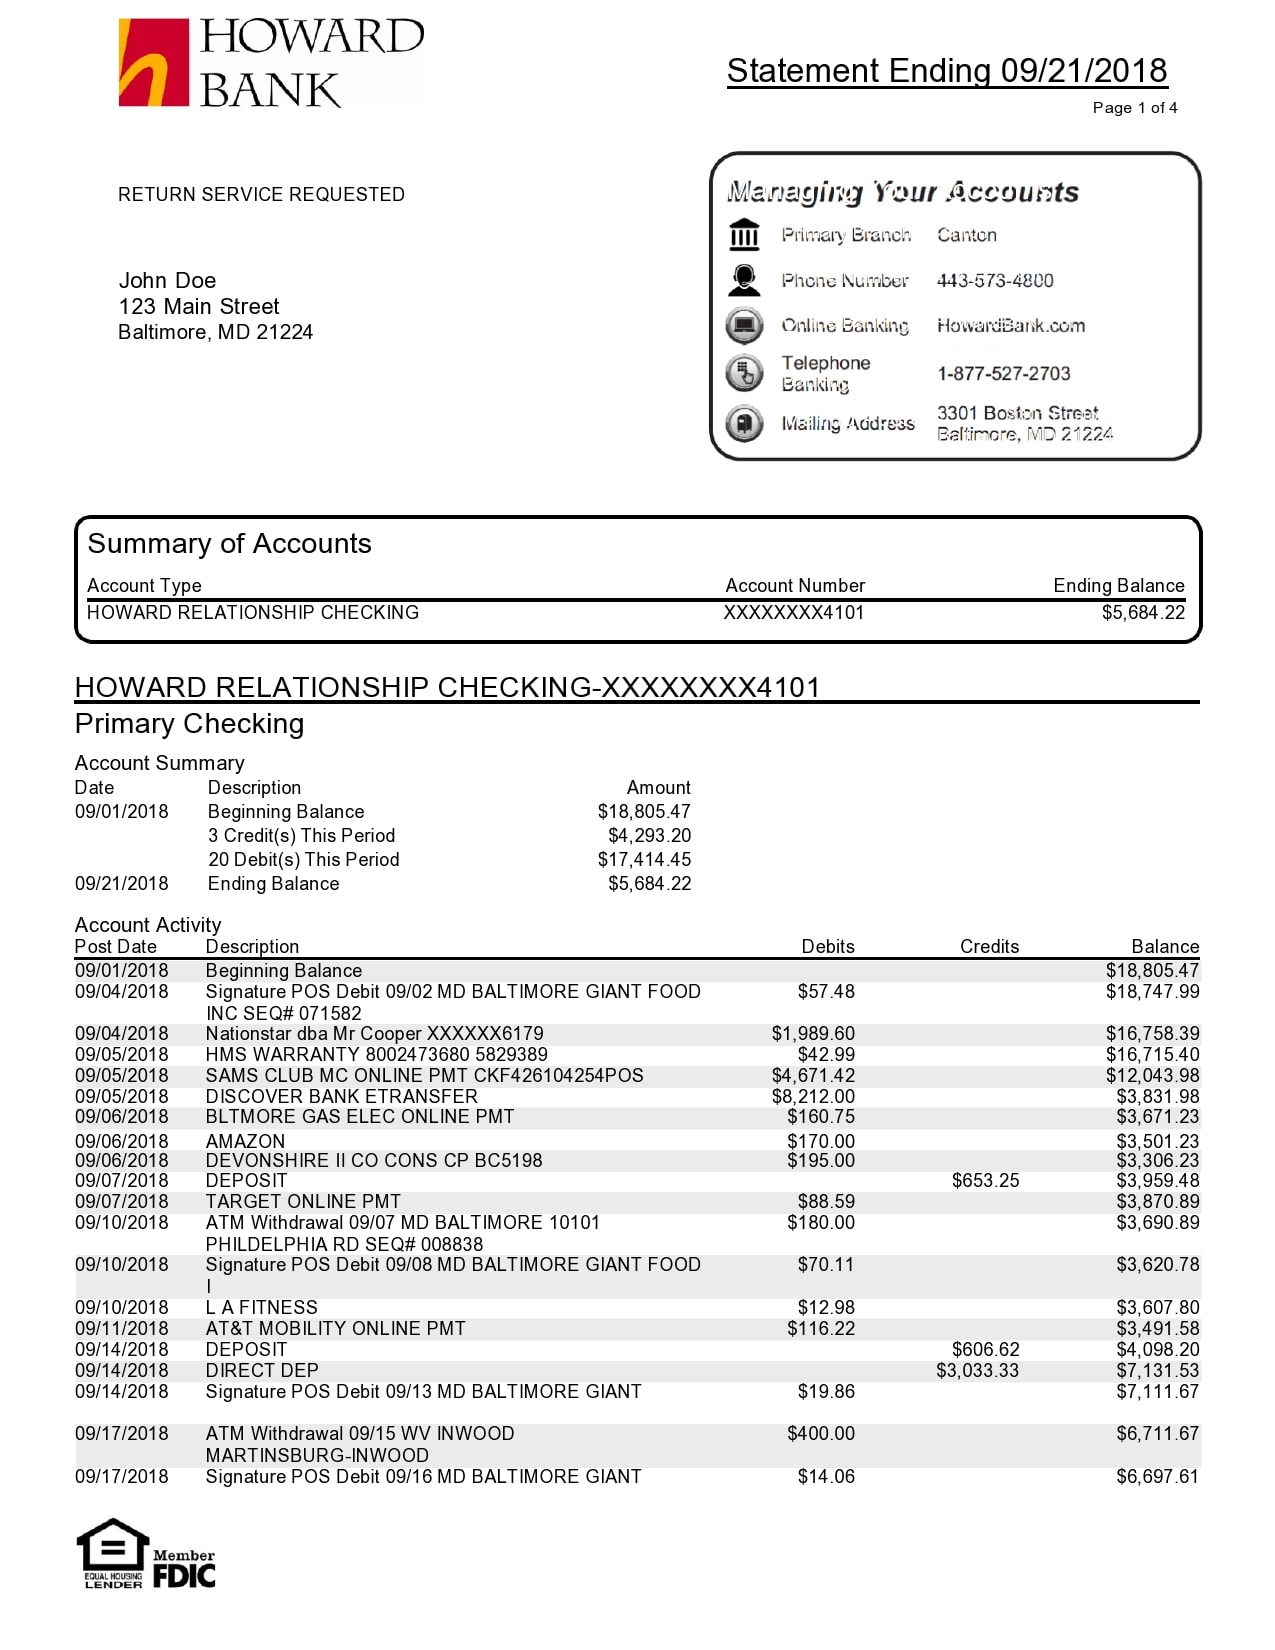 HOWARD
BANK
Statement Ending 09/21/2018
Page 1 of 4
RETURN SERVICE REQUESTED
John Doe
123 Main Street
Baltimore, MD 21224
Managing Your Accounts
Primary Branch Canton
Phone Number 443-573-4800
Online Banking HowardBank.com
Telephone
Banking 1-877-527-2703
Mailing Address 3301 Boston Street
Baltimore, MD 21224
Summary of Accounts
Account Type Account Number Ending Balance
HOWARD RELATIONSHIP CHECKING XXXXXXXX4101 $5,684.22
HOWARD RELATIONSHIP CHECKING-XXXXXXXX4101
Primary Checking
Account Summary
Date Description Amount
09/01/2018 Beginning Balance $18,805.47
3 Credit(s) This Period $4,293.20
20 Debit(s) This Period $17,414.45
09/21/2018 Ending Balance $5,684.22
Account Activity
Post Date Description Debits Credits Balance
09/01/2018 Beginning Balance $18,805.47
09/04/2018 Signature POS Debit 09/02 MD BALTIMORE GIANT FOOD $57.48 $18,747.99
INC SEQ# 071582
09/04/2018 Nationstar dba Mr Cooper XXXXXX6179 $1,989.60 $16,758.39
09/05/2018 HMS WARRANTY 8002473680 5829389 $42.99 $16,715.40
09/05/2018 SAMS CLUB MC ONLINE PMT CKF426104254POS $4,671.42 $12,043.98
09/05/2018 DISCOVER BANK ETRANSFER $8,212.00 $3,831.98
09/06/2018 BLTMORE GAS ELEC ONLINE PMT $160.75 $3,671.23
09/06/2018 AMAZON $170.00 $3,501.23
09/06/2018 DEVONSHIRE II CO CONS CP BC5198 $195.00 $3,306.23
09/07/2018 DEPOSIT $653.25 $3,959.48
09/07/2018 TARGET ONLINE PMT $88.59 $3,870.89
09/10/2018 ATM Withdrawal 09/07 MD BALTIMORE 10101 $180.00 $3,690.89
PHILDELPHIA RD SEQ# 008838
09/10/2018 Signature POS Debit 09/08 MD BALTIMORE GIANT FOOD $70.11 $3,620.78
I
09/10/2018 L A FITNESS $12.98 $3,607.80
09/11/2018 AT&T MOBILITY ONLINE PMT $116.22 $3,491.58
09/14/2018 DEPOSIT $606.62 $4,098.20
09/14/2018 DIRECT DEP $3,033.33 $7,131.53
09/14/2018 Signature POS Debit 09/13 MD BALTIMORE GIANT $19.86 $7,111.67
09/17/2018 ATM Withdrawal 09/15 WV INWOOD $400.00 $6,711.67
MARTINSBURG-INWOOD
09/17/2018 Signature POS Debit 09/16 MD BALTIMORE GIANT $14.06 $6,697.61
EQUAL HOUSING
LENDER
Member
FDIC